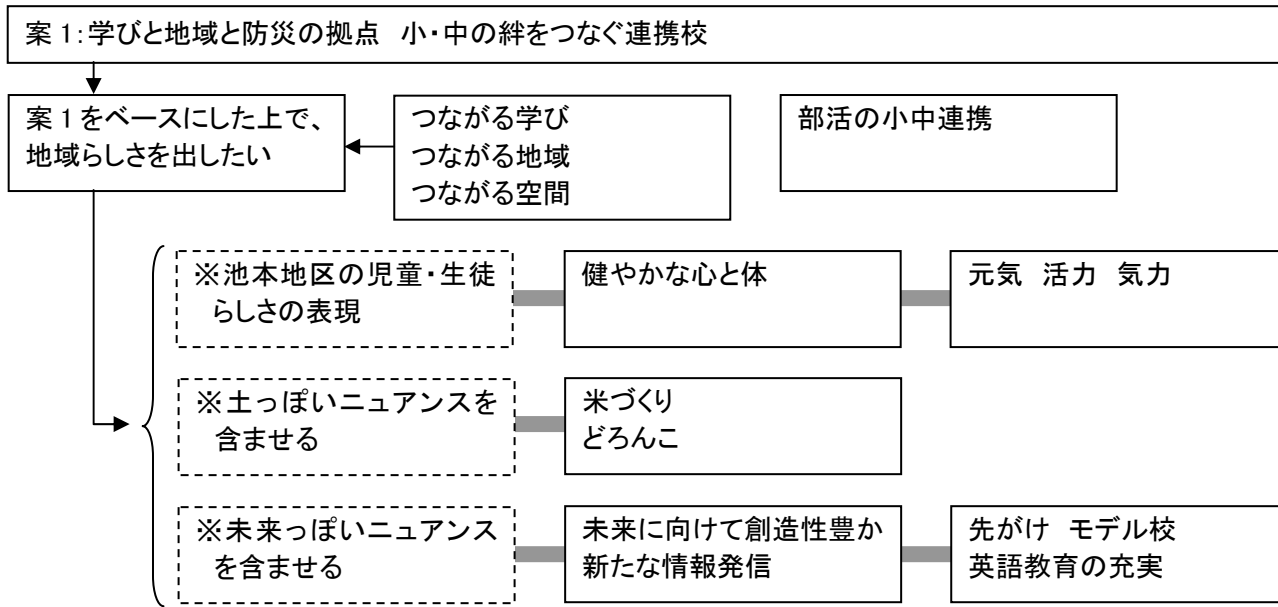 案1：学びと地域と防災の拠点 小・中の絆をつなぐ連携校
案1をベースにした上で、
地域らしさを出したい
つながる学び
つながる地域
つながる空間
部活の小中連携
※池本地区の児童・生徒
らしさの表現
健やかな心と体
元気 活力 気力
※土っぽいニュアンスを
含ませる
米づくり
どろんこ
※未来っぽいニュアンス
を含ませる
未来に向けて創造性豊か
新たな情報発信
先がけ モデル校
英語教育の充実